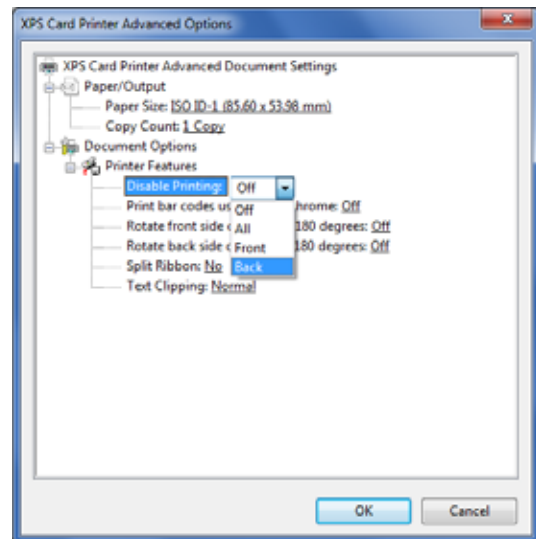 XPS Card Printer Advanced Options
XPS Card Printer Advanced Document Settings
Paper/Output
Paper Size: ISO ID-1 (85.60 x 53.98 mm)
Copy Count: 1 Copy
Document Options
Printer Features
Disable Printing: Off
Off
All
Front
Back
Print bar codes us hrome: Off
Rotate front side 180 degrees: Off
Rotate back side 180 degrees: Off
Split Ribbon: No
Text Clipping: Normal
OK Cancel